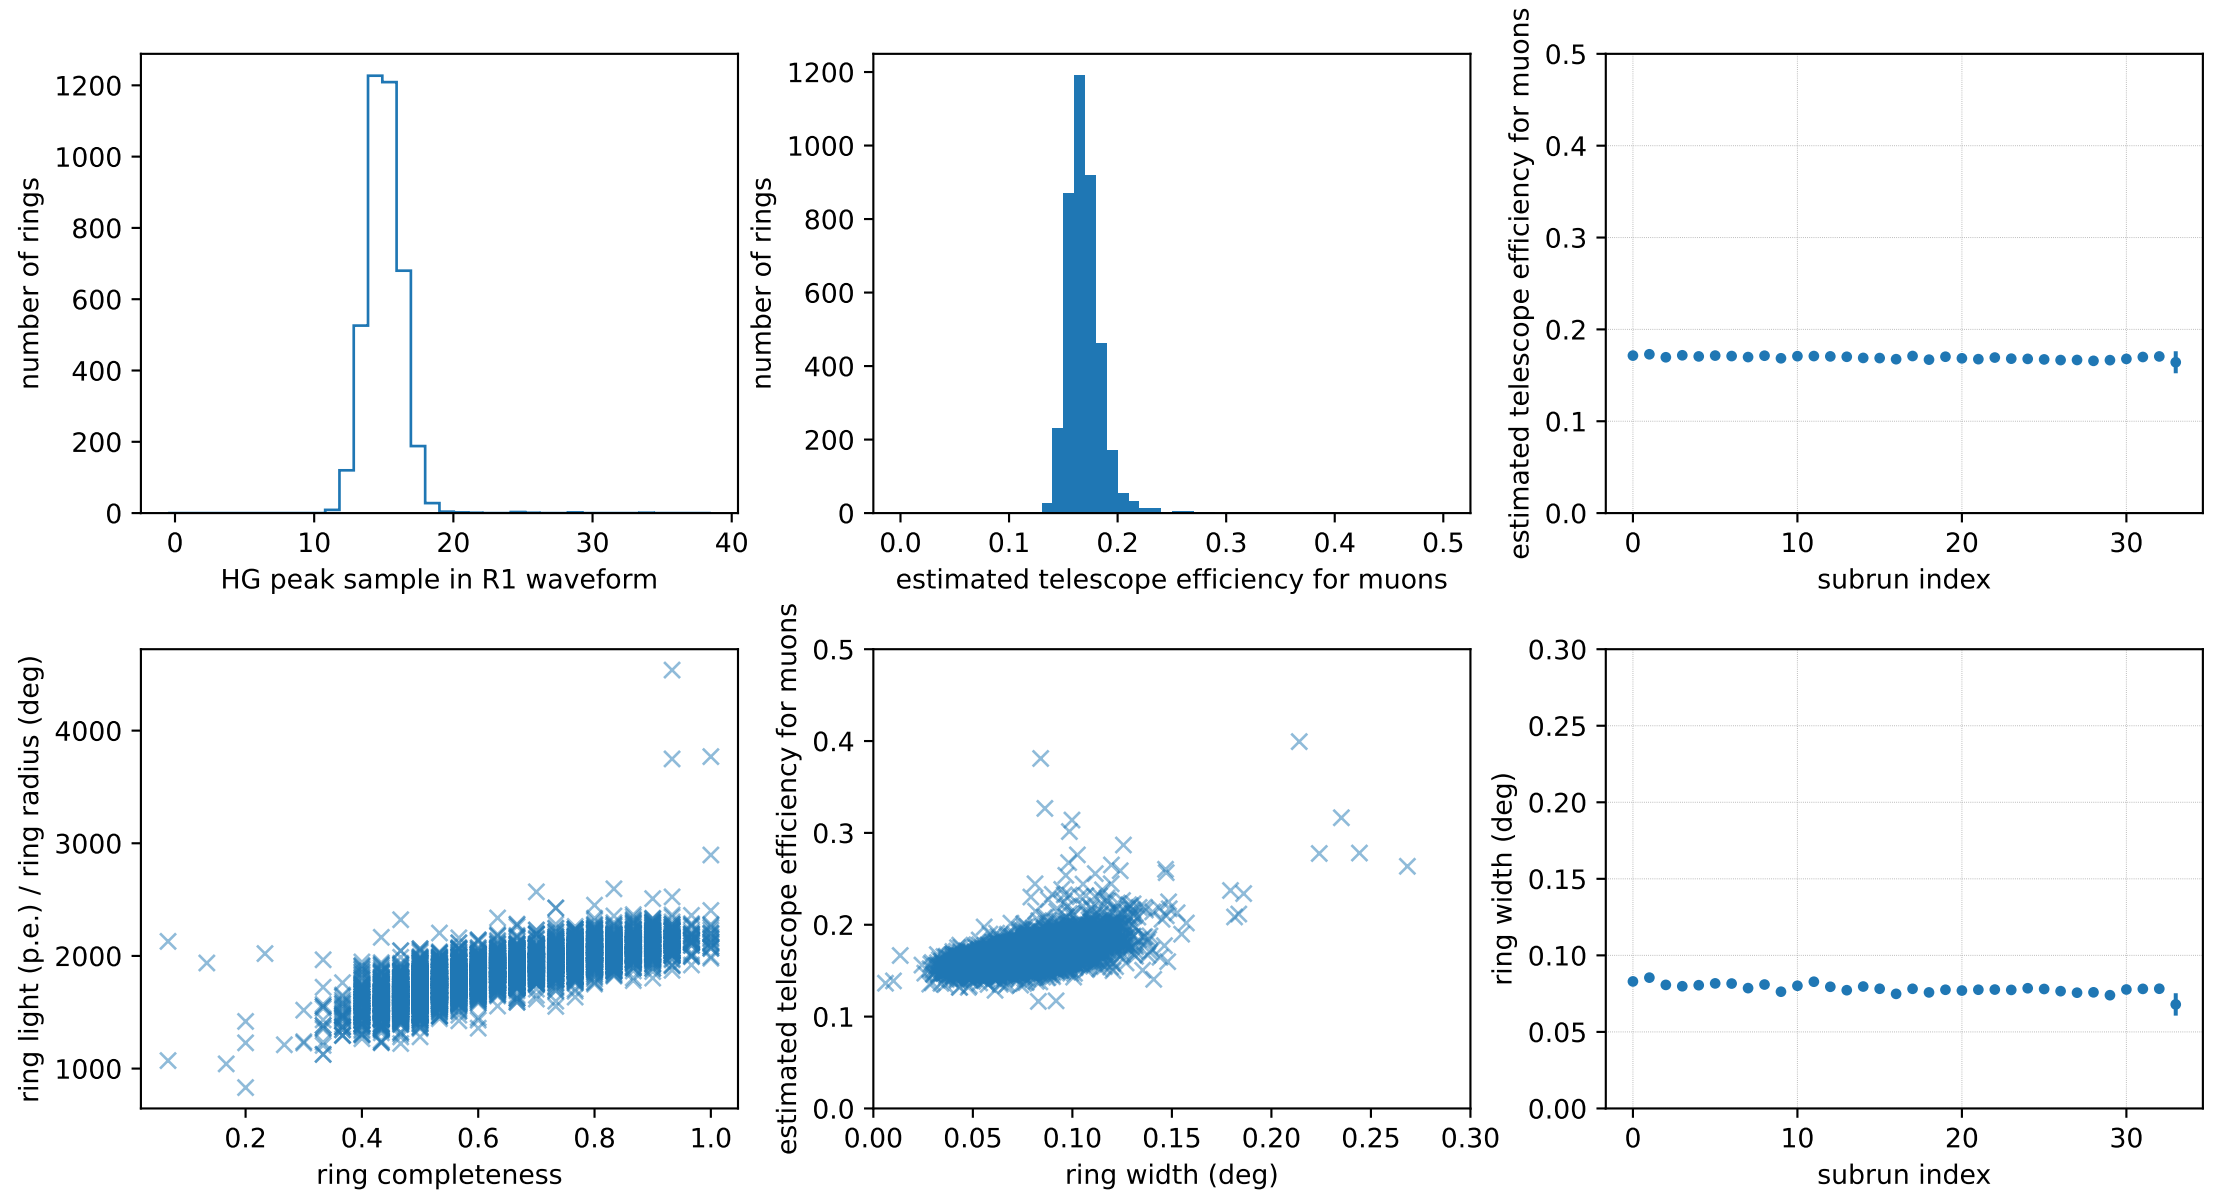 1200
1000
800
600
400
200
0
number of rings
0 10 20 30 40
HG peak sample in R1 waveform
1200
1000
800
600
400
200
0
number of rings
0.0 0.1 0.2 0.3 0.4 0.5
estimated telescope efficiency for muons
0.5
0.4
0.3
0.2
0.1
0.0
estimated telescope efficiency for muons
0 10 20 30
subrun index
4000
3000
2000
1000
ring light (p.e.) / ring radius (deg)
0.2 0.4 0.6 0.8 1.0
ring completeness
0.5
0.4
0.3
0.2
0.1
0.0
estimated telescope efficiency for muons
0.00 0.05 0.10 0.15 0.20 0.25 0.30
ring width (deg)
0.30
0.25
0.20
0.15
0.10
0.05
0.00
ring width (deg)
0 10 20 30
subrun index